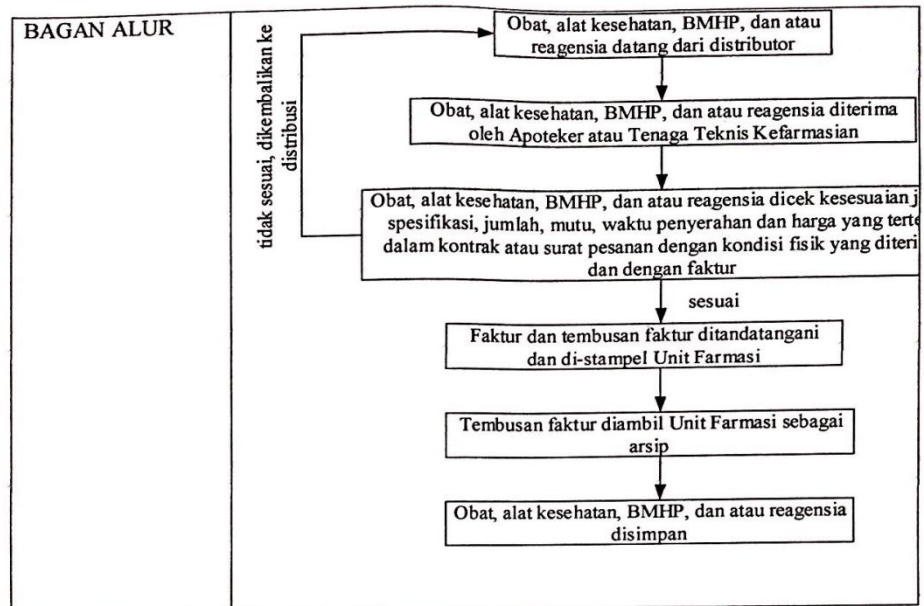 BAGAN ALUR
tidak sesuai, dikembalikan ke
distribusi
Obat, alat kesehatan, BMHP, dan atau
reagensia datang dari distributor
Obat, alat kesehatan, BMHP, dan atau reagensia diterima
oleh Apoteker atau Tenaga Teknis Kefarmasian
Obat, alat kesehatan, BMHP, dan atau reagensia dicek kesesuaian
spesifikasi, jumlah, mutu, waktu penyerahan dan harga yang
dalam kontrak atau surat pesanan dengan kondisi fisik yang
dan dengan faktur
sesuai
Faktur dan tembusan faktur ditandatangani
dan di-stampel Unit Farmasi
Tembusan faktur diambil Unit Farmasi sebagai
arsip
Obat, alat kesehatan, BMHP, dan atau reagensia
disimpan